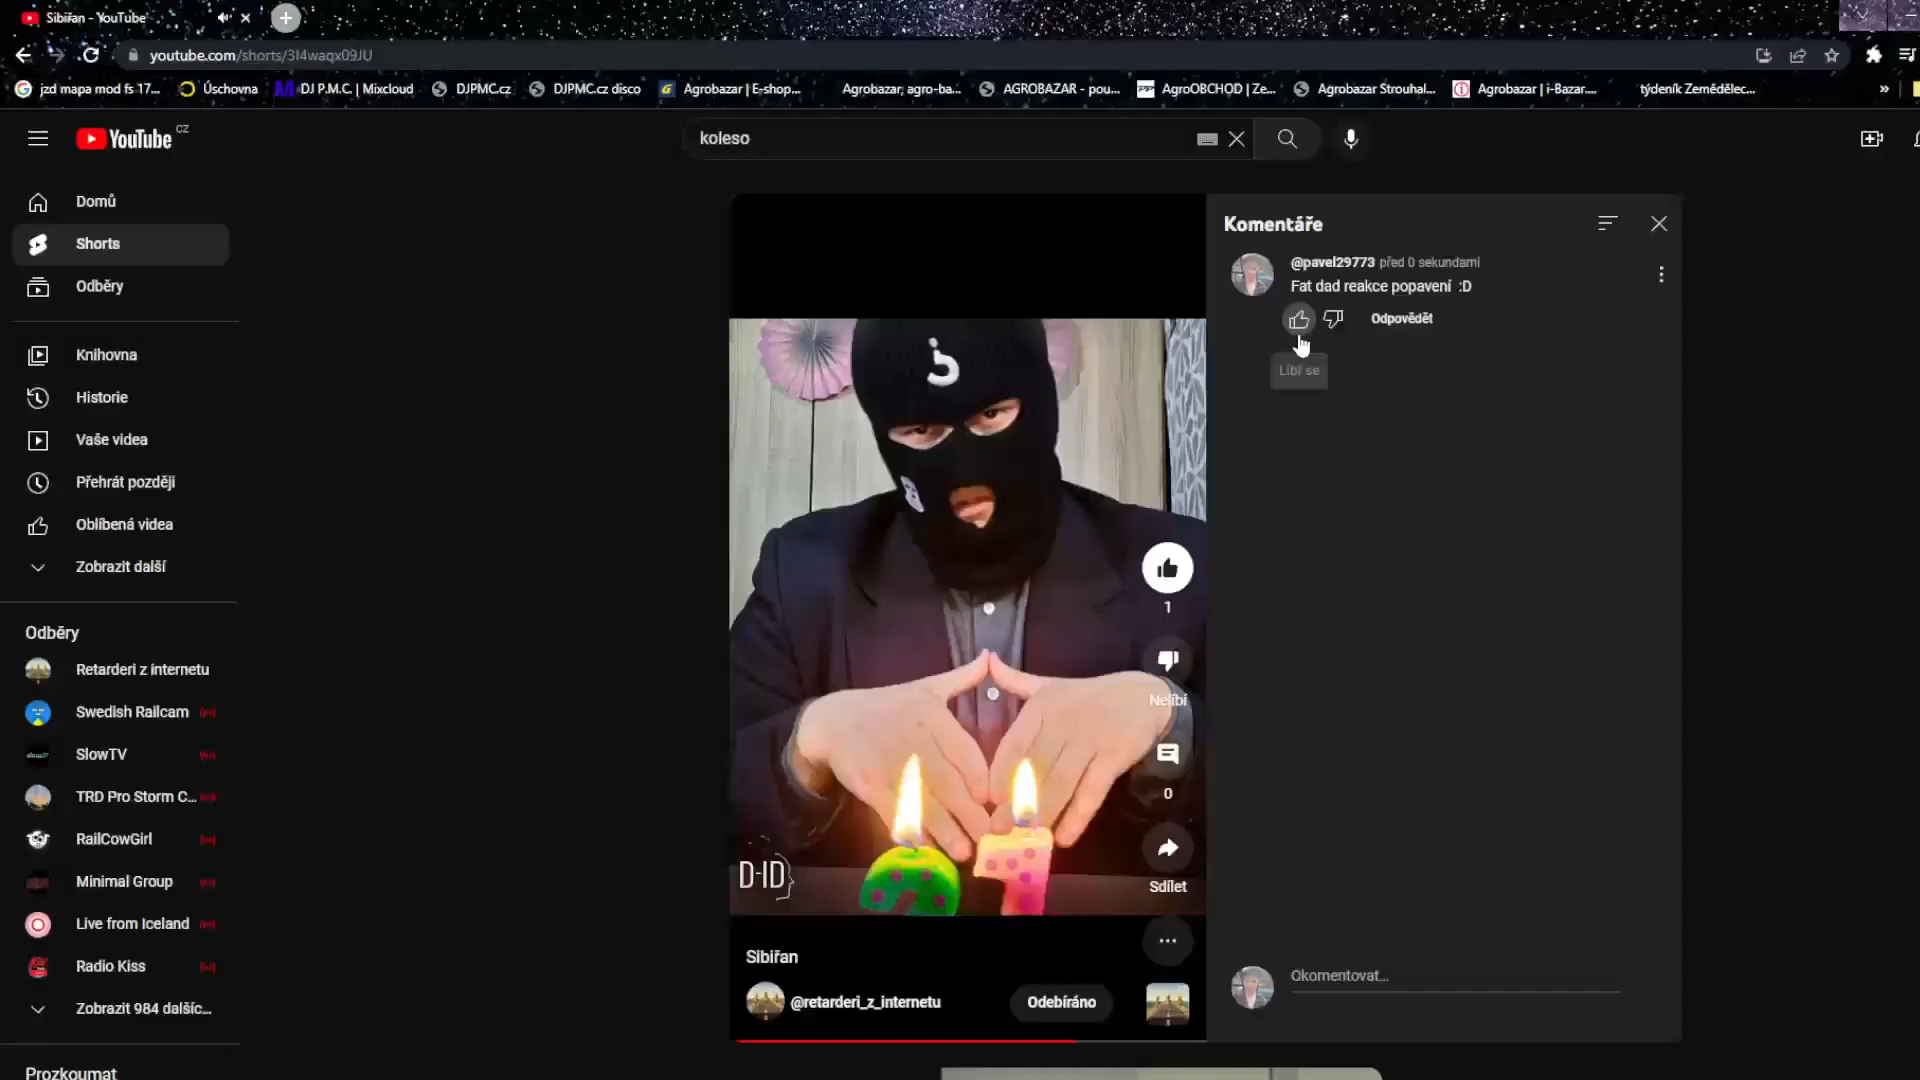 Sibiřan - YouTube
youtube.com/shorts/3I4waqx09JU
jzd mapa mod fs 17...
Úschovna
DJ P.M.C. | Mixcloud
DJPMC.cz
DJPMC.cz disco
Agrobazar | E-shop...
Agrobazar, agro-ba...
AGROBAZAR - pou...
AgroOBCHOD | Ze...
Agrobazar Strouhal...
Agrobazar | i-Bazar....
týdeník Zemědělec...
YouTube CZ
koleso
Domů
Shorts
Odběry
Knihovna
Historie
Vaše videa
Přehrát později
Oblíbená videa
Zobrazit další
Odběry
Retarderi z internetu
Swedish Railcam
SlowTV
TRD Pro Storm C...
RailCowGirl
Minimal Group
Live from Iceland
Radio Kiss
Zobrazit 984 dalšíc...
Prozkoumat
1
Nelíbí
0
Sdílet
D-ID
Sibiřan
@retarderi_z_internetu
Odebíráno
Komentáře
@pavel29773 před 0 sekundami
Fat dad reakce popavení :D
Odpovědět
Líbí se
Okomentovat...